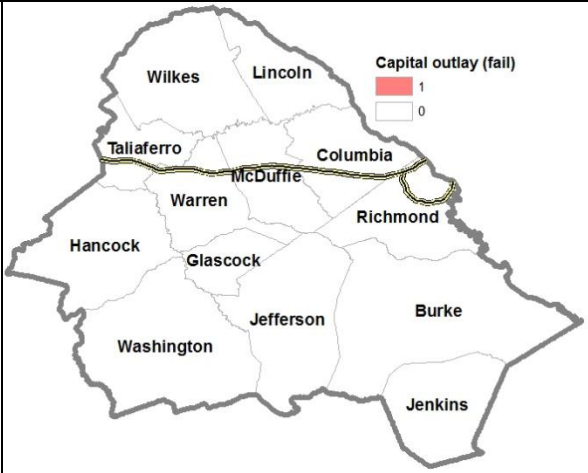 Wilkes
Lincoln
Capital outlay (fail)
1
0
Taliaferro
Columbia
McDuffie
Warren
Richmond
Hancock
Glascock
Burke
Jefferson
Washington
Jenkins